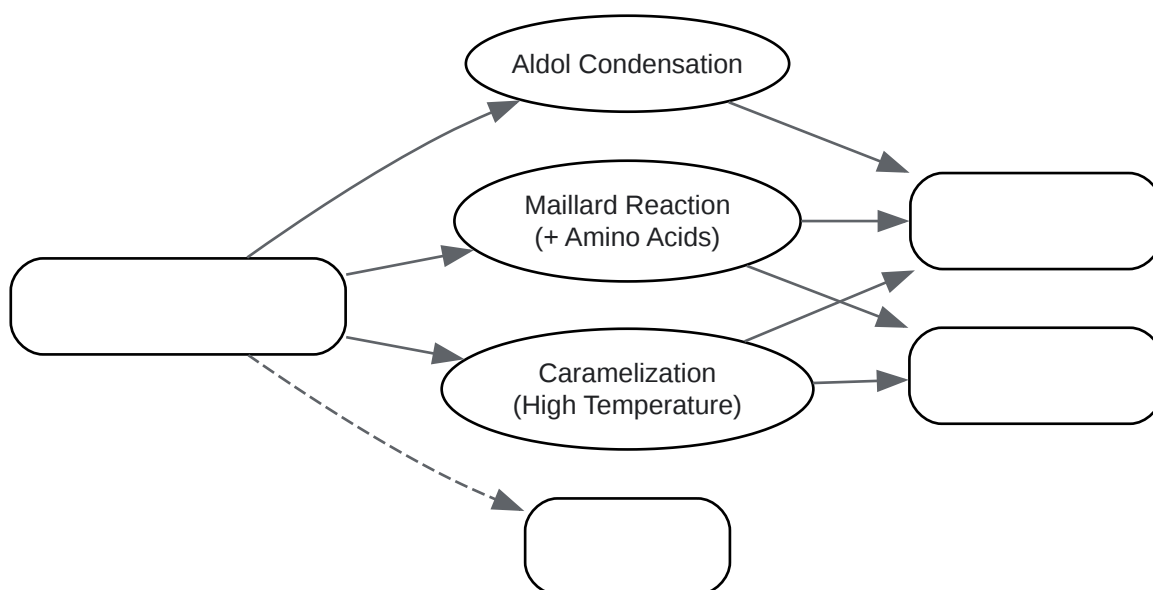 Aldol Condensation
Maillard Reaction
(+ Amino Acids)
Caramelization
(High Temperature)